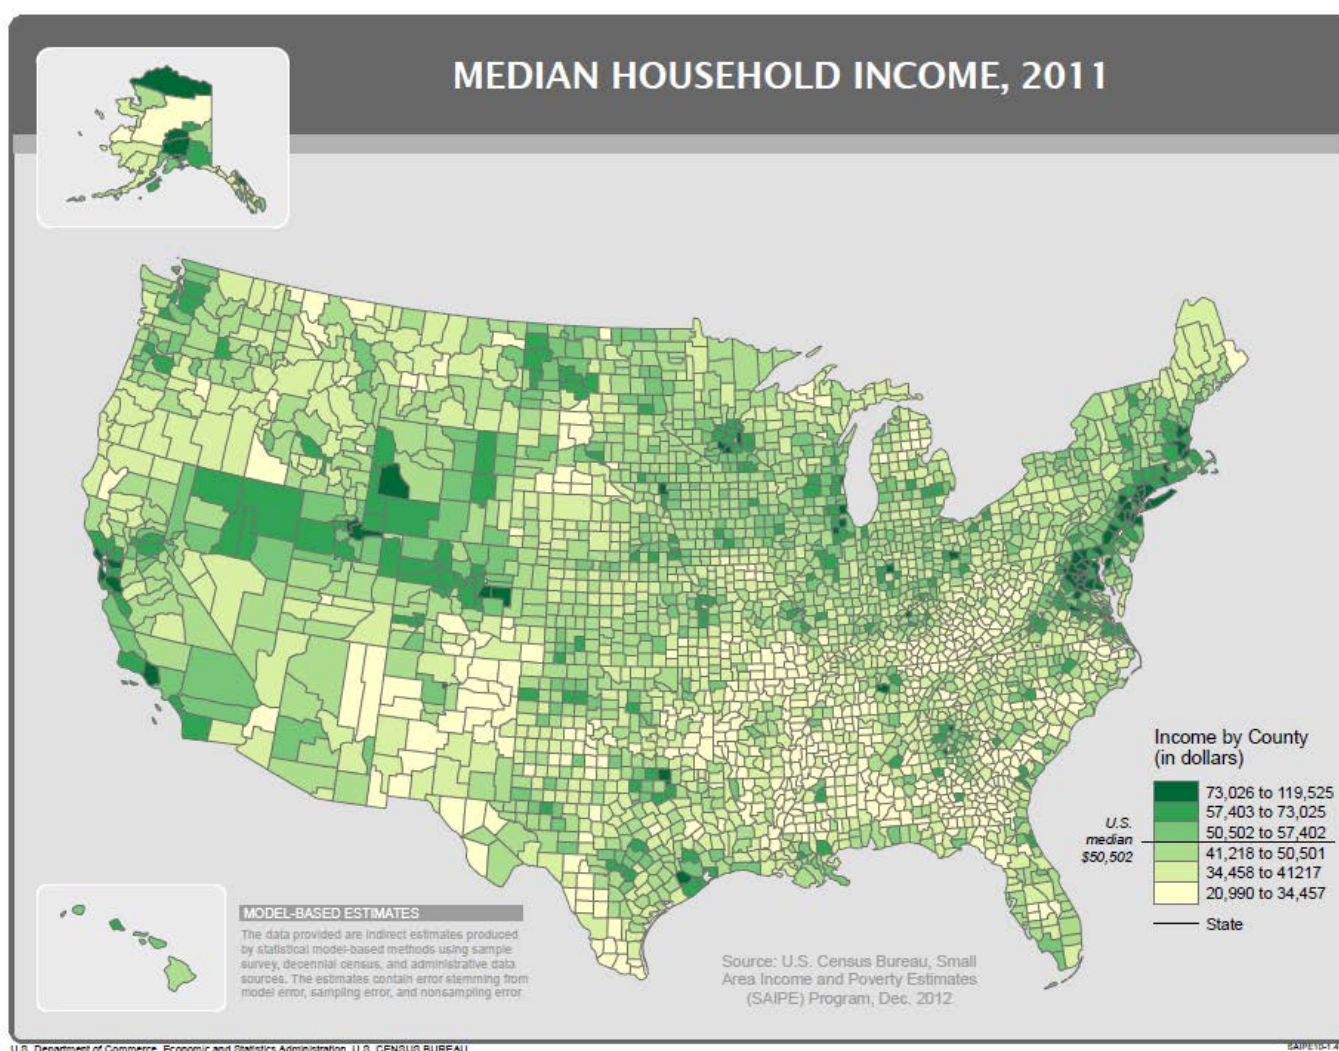 MEDIAN HOUSEHOLD INCOME, 2011
Income by County
(in dollars)
73,026 to 119,525
57,403 to 73,025
50,502 to 57,402
41,218 to 50,501
34,458 to 41217
20,990 to 34,457
State
U.S.
median
$50,502
MODEL-BASED ESTIMATES
The data provided are indirect estimates produced
by statistical model-based methods using sample
survey, decennial census, and administrative data
sources. The estimates contain error stemming from
model error, sampling error, and nonsampling error.
Source: U.S. Census Bureau, Small
Area Income and Poverty Estimates
(SAIPE) Program, Dec. 2012
U.S. Department of Commerce Economic and Statistics Administration U.S. CENSUS BUREAU